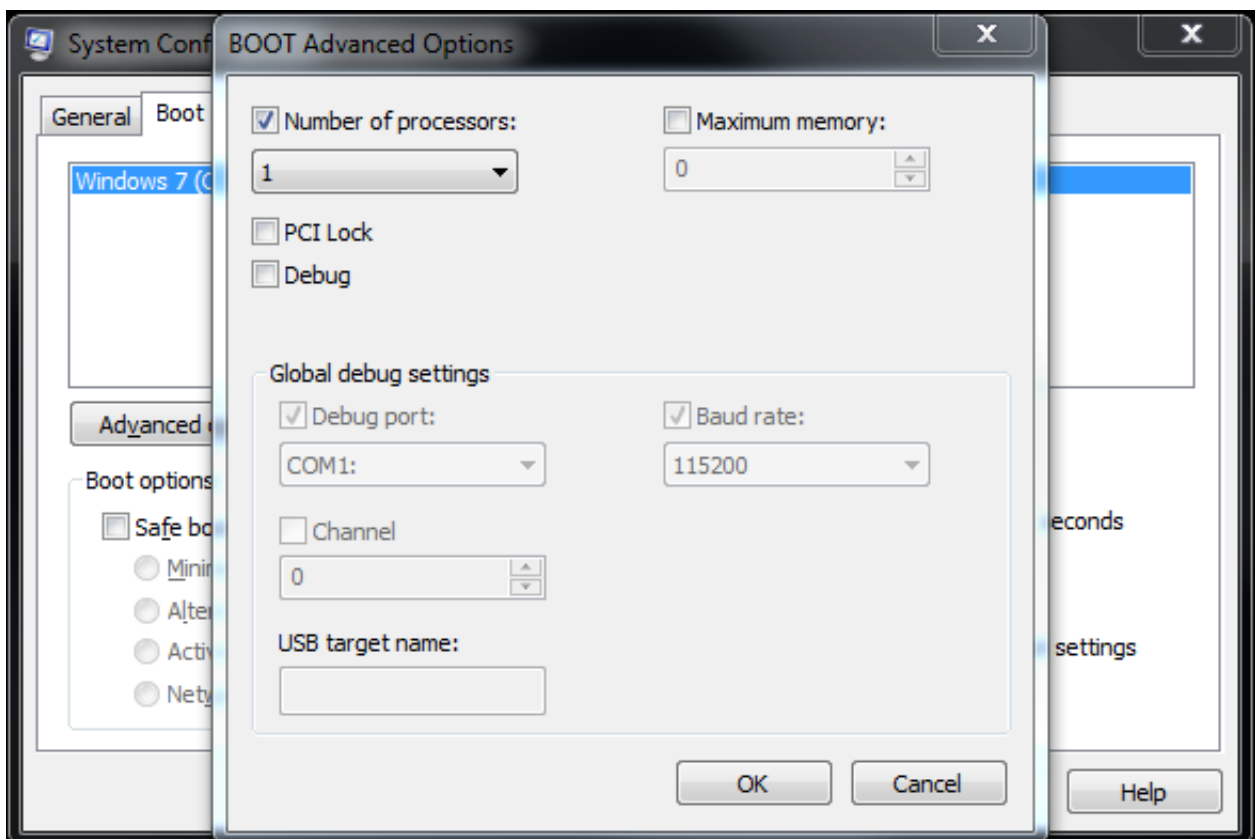 System Conf
BOOT Advanced Options
General
Boot
Number of processors:
Maximum memory:
1
0
Windows 7 (
PCI Lock
Debug
Global debug settings
Debug port:
Baud rate:
COM1:
115200
Advanced
Boot options
Safe bo
Channel
econds
Minin
0
Alter
USB target name:
Activ
settings
Netw
OK
Cancel
Help